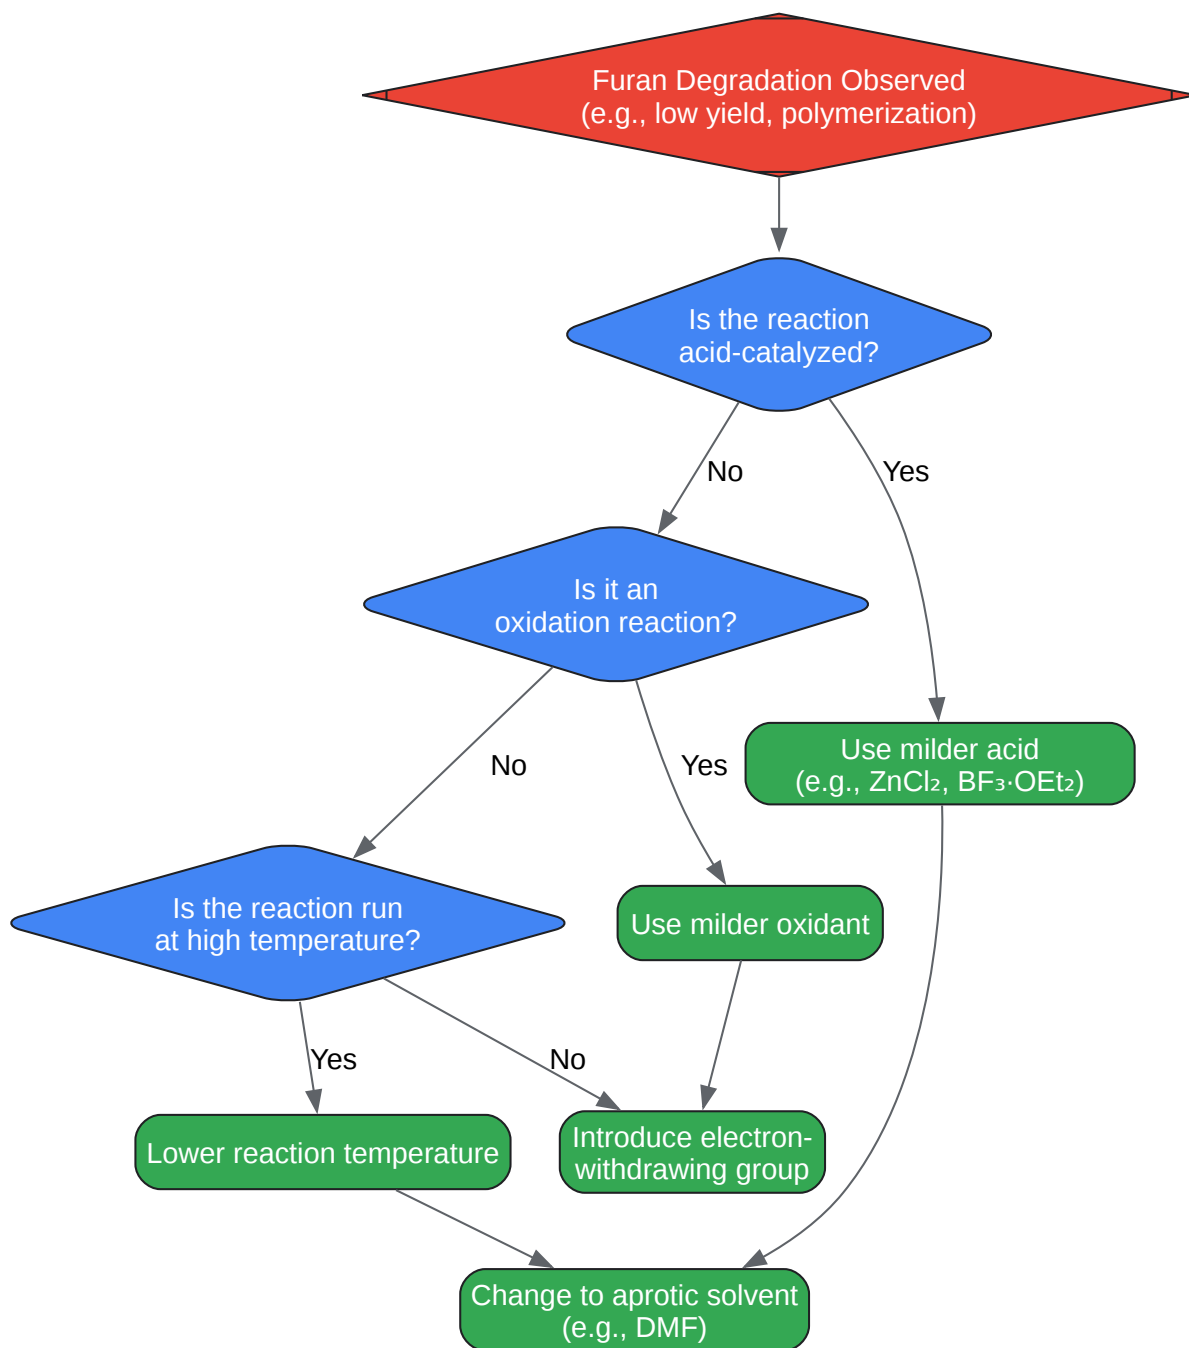 Furan Degradation Observed
(e.g., low yield, polymerization)
Is the reaction
acid-catalyzed?
No
Yes
Is it an
oxidation reaction?
No
Yes
Use milder acid
(e.g., ZnCl₂, BF₃·OEt₂)
Is the reaction run
at high temperature?
Use milder oxidant
Yes
No
Lower reaction temperature
Introduce electron-
withdrawing group
Change to aprotic solvent
(e.g., DMF)